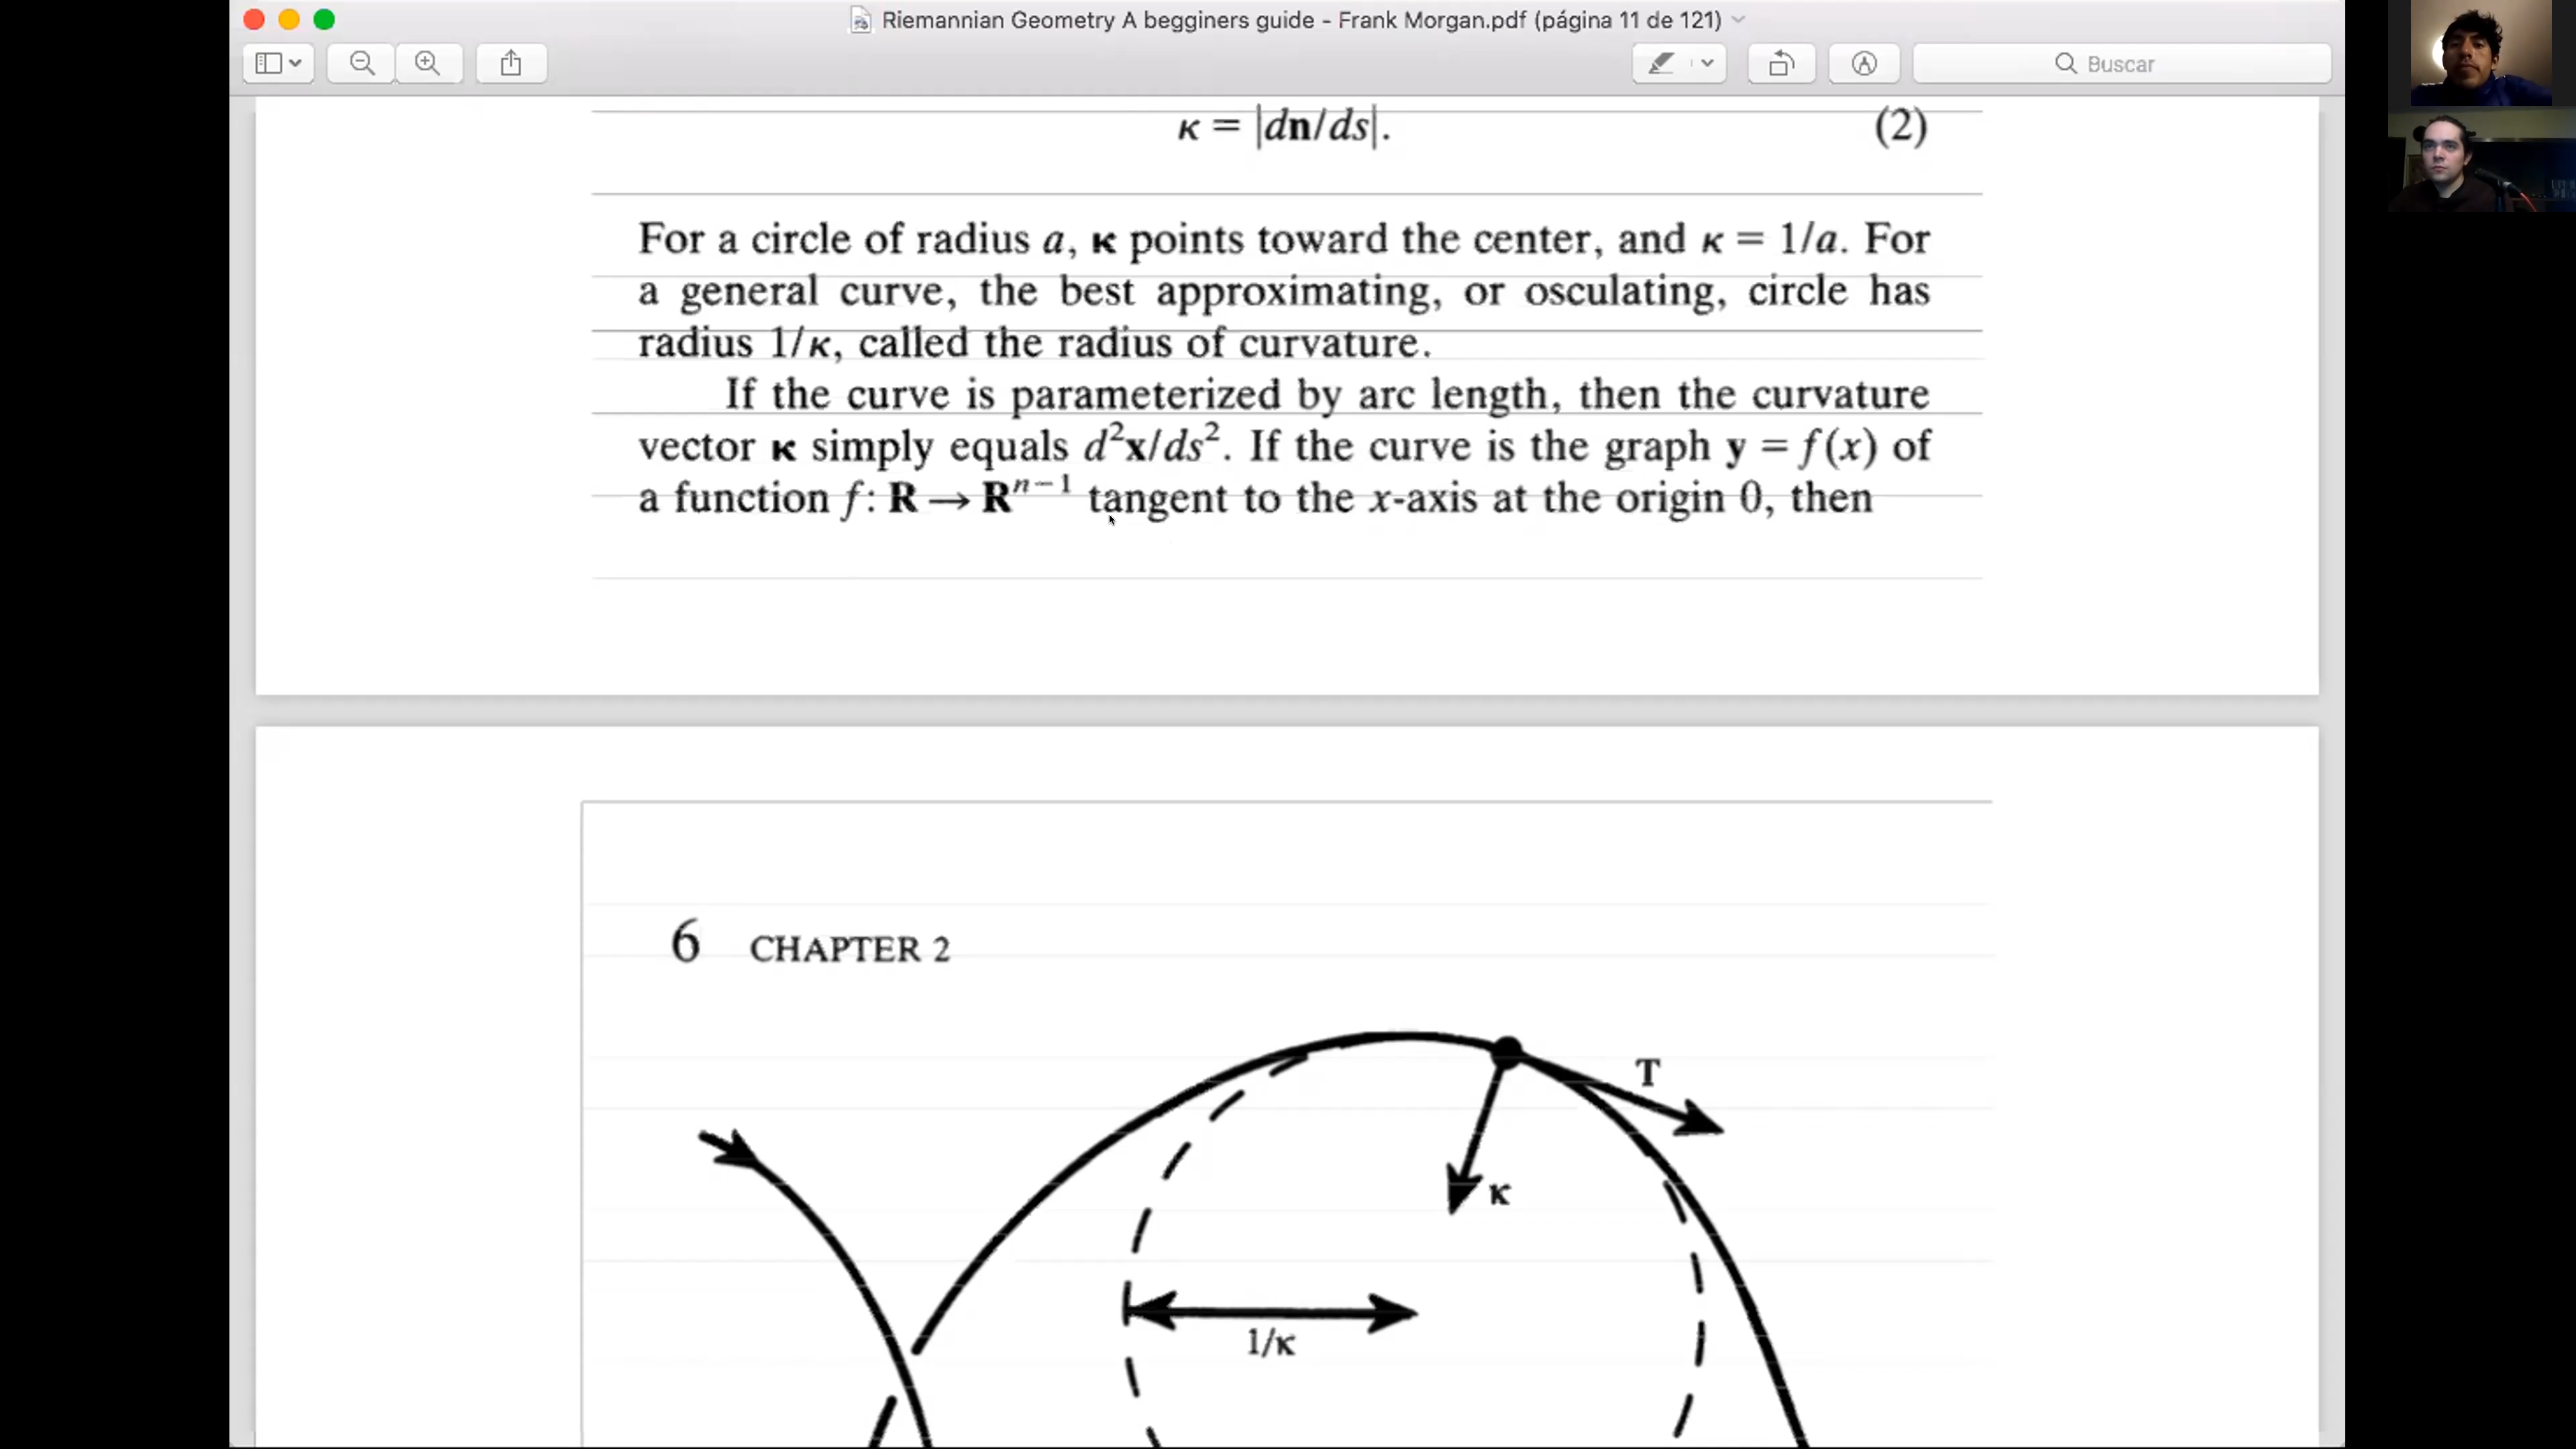 Riemannian Geometry A begginers guide - Frank Morgan.pdf (página 11 de 121)
Buscar
κ = |dn/ds|. (2)
For a circle of radius a, κ points toward the center, and κ = 1/a. For
a general curve, the best approximating, or osculating, circle has
radius 1/κ, called the radius of curvature.
If the curve is parameterized by arc length, then the curvature
vector κ simply equals d²x/ds². If the curve is the graph y = f(x) of
a function f: R → Rⁿ⁻¹ tangent to the x-axis at the origin 0, then
6 CHAPTER 2
T
κ
1/κ